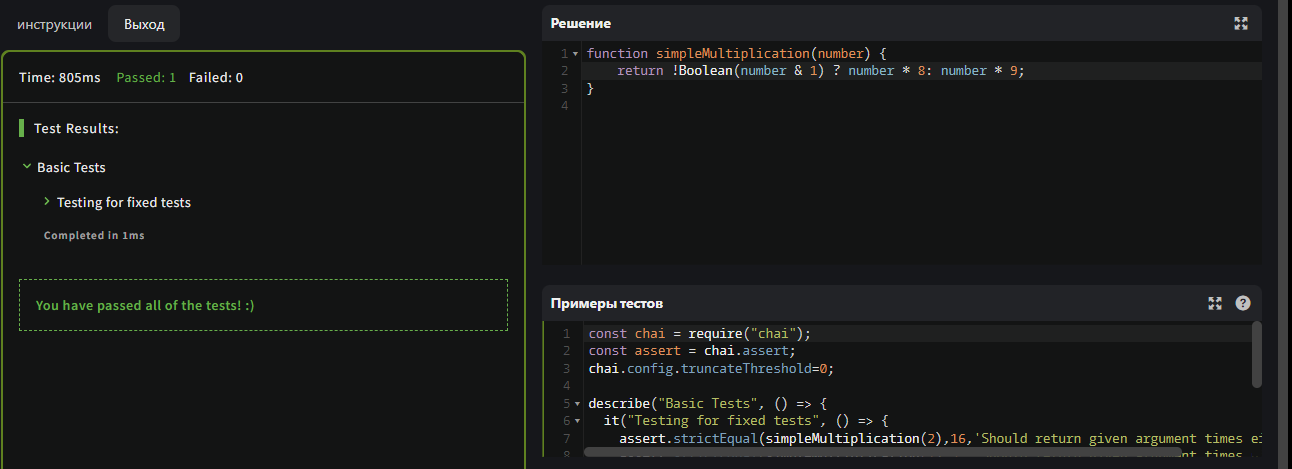 инструкции
Выход
Time: 805ms Passed: 1 Failed: 0
Test Results:
Basic Tests
Testing for fixed tests
Completed in 1ms
You have passed all of the tests! :)
Решение
1 function simpleMultiplication(number) {
2 return !Boolean(number & 1) ? number * 8: number * 9;
3 }
4
Примеры тестов
?
1 const chai = require("chai");
2 const assert = chai.assert;
3 chai.config.truncateThreshold=0;
4
5 describe("Basic Tests", () => {
6 it("Testing for fixed tests", () => {
7 assert.strictEqual(simpleMultiplication(2),16,'Should return given argument times ei
8